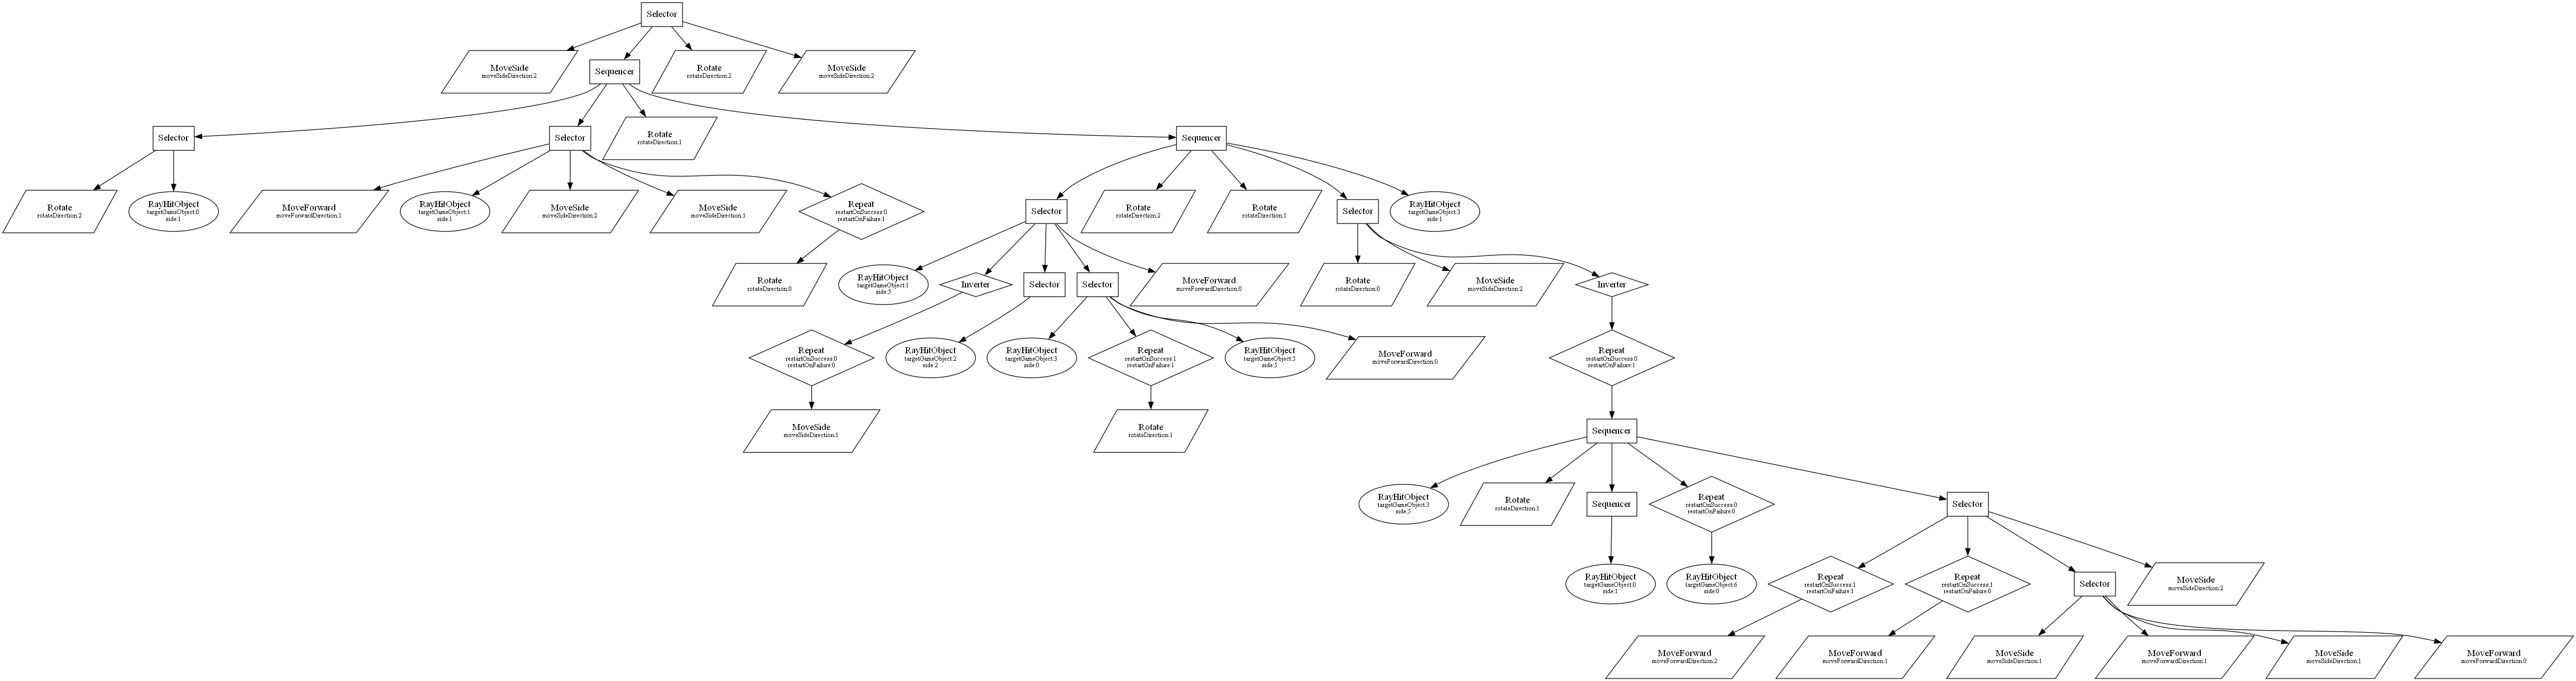 Selector
MoveSide
moveSideDirection:2
Sequencer
Rotate
rotateDirection:2
MoveSide
moveSideDirection:2
Selector
Selector
Rotate
rotateDirection:1
Sequencer
Rotate
rotateDirection:2
RayHitObject
targetGameObject:0
side:1
MoveForward
moveForwardDirection:1
RayHitObject
targetGameObject:1
side:1
MoveSide
moveSideDirection:2
MoveSide
moveSideDirection:1
Repeat
restartOnSuccess:0
restartOnFailure:1
Selector
Rotate
rotateDirection:2
Rotate
rotateDirection:1
Selector
RayHitObject
targetGameObject:3
side:1
Rotate
rotateDirection:0
RayHitObject
targetGameObject:1
side:5
Inverter
Selector
Selector
MoveForward
moveForwardDirection:0
Rotate
rotateDirection:0
MoveSide
moveSideDirection:2
Inverter
Repeat
restartOnSuccess:0
restartOnFailure:0
RayHitObject
targetGameObject:2
side:2
RayHitObject
targetGameObject:3
side:0
Repeat
restartOnSuccess:1
restartOnFailure:1
RayHitObject
targetGameObject:5
side:5
MoveForward
moveForwardDirection:0
Repeat
restartOnSuccess:0
restartOnFailure:1
MoveSide
moveSideDirection:1
Rotate
rotateDirection:1
Sequencer
RayHitObject
targetGameObject:3
side:5
Rotate
rotateDirection:1
Sequencer
Repeat
restartOnSuccess:0
restartOnFailure:0
Selector
RayHitObject
targetGameObject:0
side:1
RayHitObject
targetGameObject:6
side:0
Repeat
restartOnSuccess:1
restartOnFailure:1
Repeat
restartOnSuccess:1
restartOnFailure:0
Selector
MoveSide
moveSideDirection:2
MoveForward
moveForwardDirection:2
MoveForward
moveForwardDirection:1
MoveSide
moveSideDirection:1
MoveForward
moveForwardDirection:1
MoveSide
moveSideDirection:1
MoveForward
moveForwardDirection:0